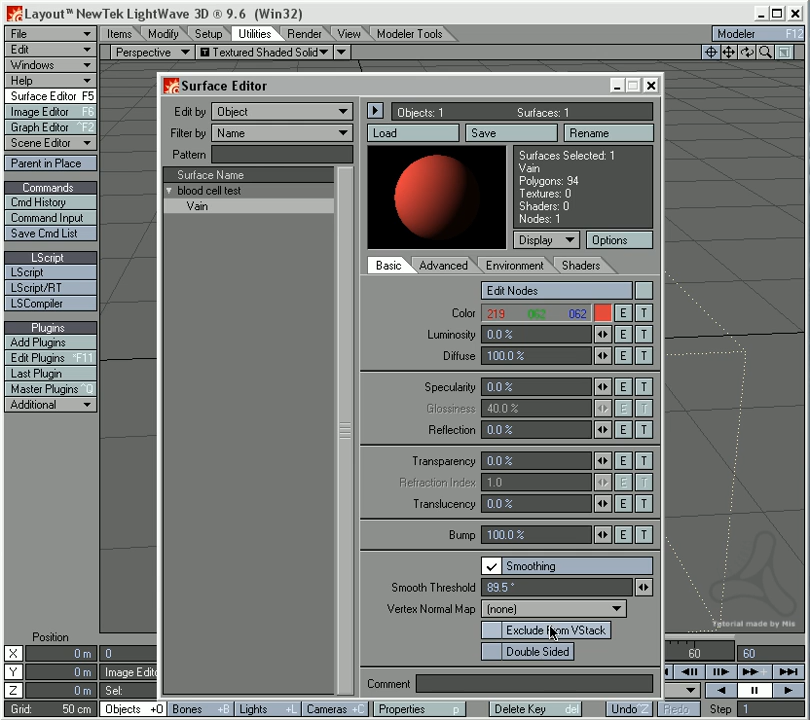 Layout™ NewTek LightWave 3D ® 9.6 (Win32)
File
Items Modify Setup Utilities Render View Modeler Tools
Modeler F12
Edit
Perspective Textured Shaded Solid
Windows
Help
Surface Editor F5
Image Editor F6
Graph Editor ^F2
Scene Editor
Parent in Place
Commands
Cmd History
Command Input
Save Cmd List
LScript
LScript
LScript/RT
LSCompiler
Plugins
Add Plugins
Edit Plugins ^F11
Last Plugin
Master Plugins ^Q
Additional
Surface Editor
Edit by Object
Filter by Name
Pattern
Surface Name
blood cell test
Vain
Objects: 1 Surfaces: 1
Load Save Rename
Surfaces Selected: 1
Vain
Polygons: 94
Textures: 0
Shaders: 0
Nodes: 1
Display Options
Basic Advanced Environment Shaders
Edit Nodes
Color 219 062 062 E T
Luminosity 0.0 % E T
Diffuse 100.0 % E T
Specularity 0.0 % E T
Glossiness 40.0 % E T
Reflection 0.0 % E T
Transparency 0.0 % E T
Refraction Index 1.0 E T
Translucency 0.0 % E T
Bump 100.0 % E T
Smoothing
Smooth Threshold 89.5 °
Vertex Normal Map (none)
Exclude from VStack
Double Sided
Comment
Tutorial made by Mis
Position
X 0 m 0 60 60
Y 0 m Image Edito
Z 0 m Sel:
Grid: 50 cm Objects +O Bones +B Lights +L Cameras +C Properties p Create Key Delete Key del Undo ^Z Redo Step 1